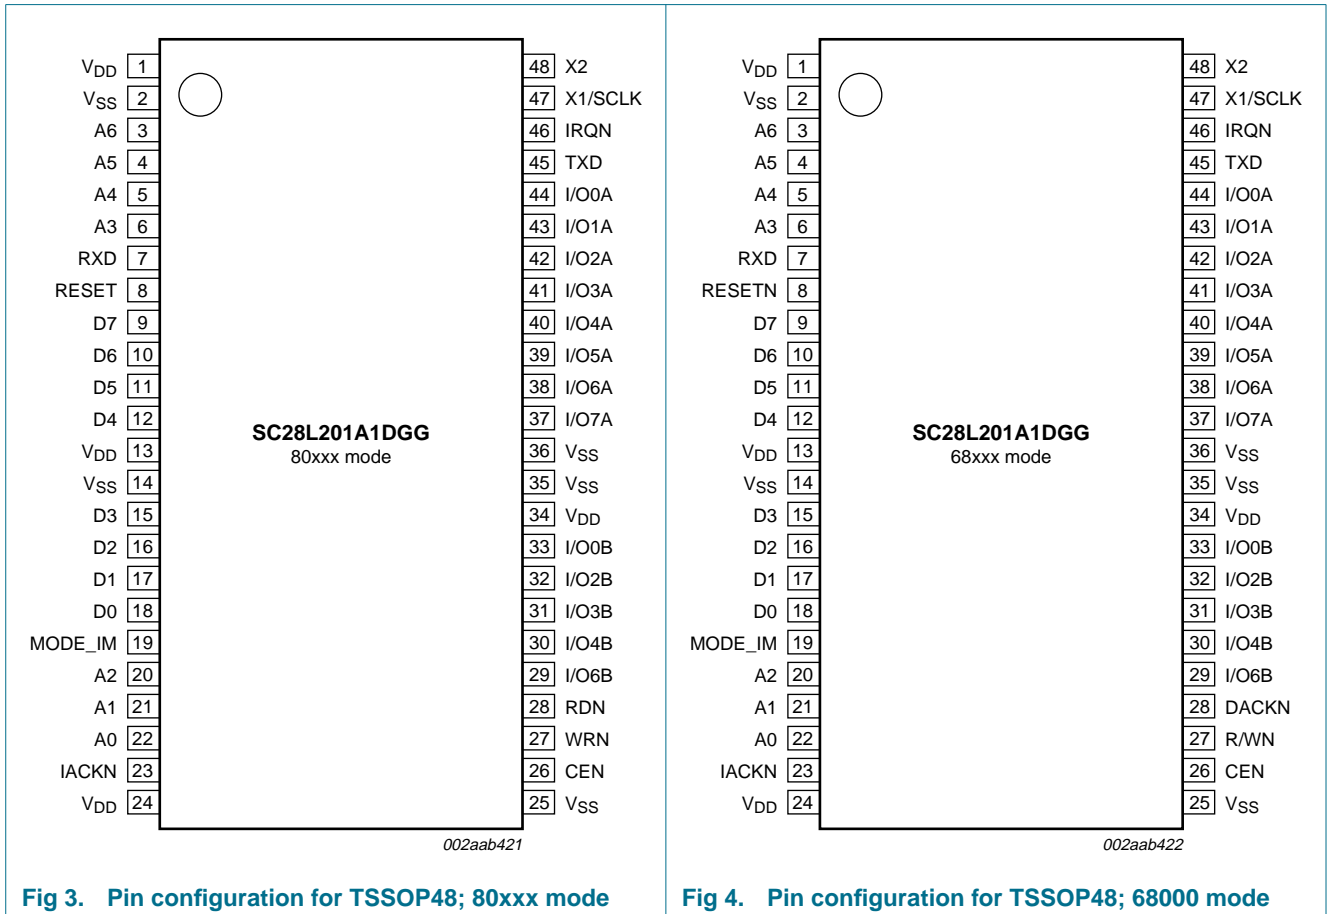 VDD 1 48 X2
VSS 2 47 X1/SCLK
A6 3 46 IRQN
A5 4 45 TXD
A4 5 44 I/O0A
A3 6 43 I/O1A
RXD 7 42 I/O2A
RESET 8 41 I/O3A
D7 9 40 I/O4A
D6 10 39 I/O5A
D5 11 38 I/O6A
D4 12 37 I/O7A
SC28L201A1DGG
80xxx mode
VDD 13 36 VSS
VSS 14 35 VSS
D3 15 34 VDD
D2 16 33 I/O0B
D1 17 32 I/O2B
D0 18 31 I/O3B
MODE_IM 19 30 I/O4B
A2 20 29 I/O6B
A1 21 28 RDN
A0 22 27 WRN
IACKN 23 26 CEN
VDD 24 25 VSS
002aab421
Fig 3. Pin configuration for TSSOP48; 80xxx mode
VDD 1 48 X2
VSS 2 47 X1/SCLK
A6 3 46 IRQN
A5 4 45 TXD
A4 5 44 I/O0A
A3 6 43 I/O1A
RXD 7 42 I/O2A
RESETN 8 41 I/O3A
D7 9 40 I/O4A
D6 10 39 I/O5A
D5 11 38 I/O6A
D4 12 37 I/O7A
SC28L201A1DGG
68xxx mode
VDD 13 36 VSS
VSS 14 35 VSS
D3 15 34 VDD
D2 16 33 I/O0B
D1 17 32 I/O2B
D0 18 31 I/O3B
MODE_IM 19 30 I/O4B
A2 20 29 I/O6B
A1 21 28 DACKN
A0 22 27 R/WN
IACKN 23 26 CEN
VDD 24 25 VSS
002aab422
Fig 4. Pin configuration for TSSOP48; 68000 mode